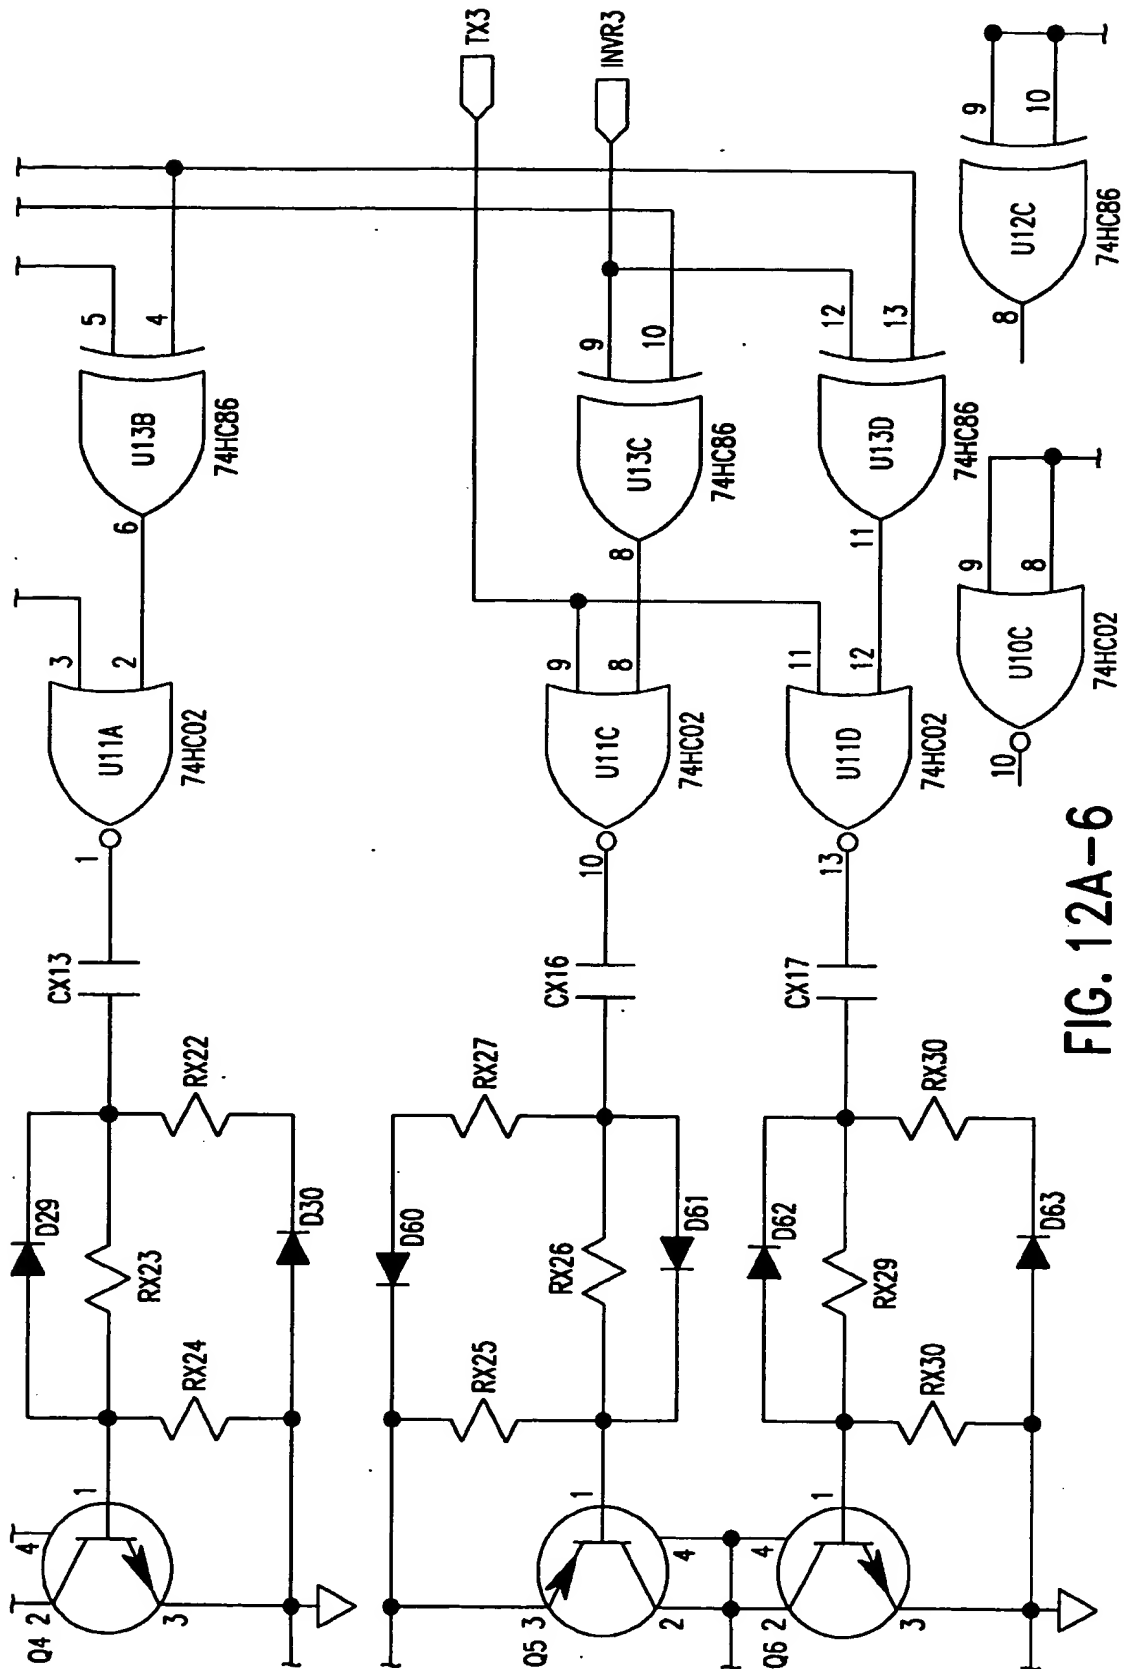 TX3
INVR3
5
4
U13B
74HC86
6
3
2
U11A
74HC02
1
CX13
D29
RX23
RX22
D30
RX24
1
4
2
Q4
3
9
10
U13C
74HC86
8
9
8
U11C
74HC02
10
CX16
RX27
D60
RX26
D61
RX25
1
Q5
3
4
2
12
13
U13D
74HC86
11
11
12
U11D
74HC02
13
CX17
D62
RX29
RX30
D63
RX30
1
4
Q6
2
3
9
10
U12C
74HC86
8
9
8
U10C
74HC02
10
FIG. 12A-6